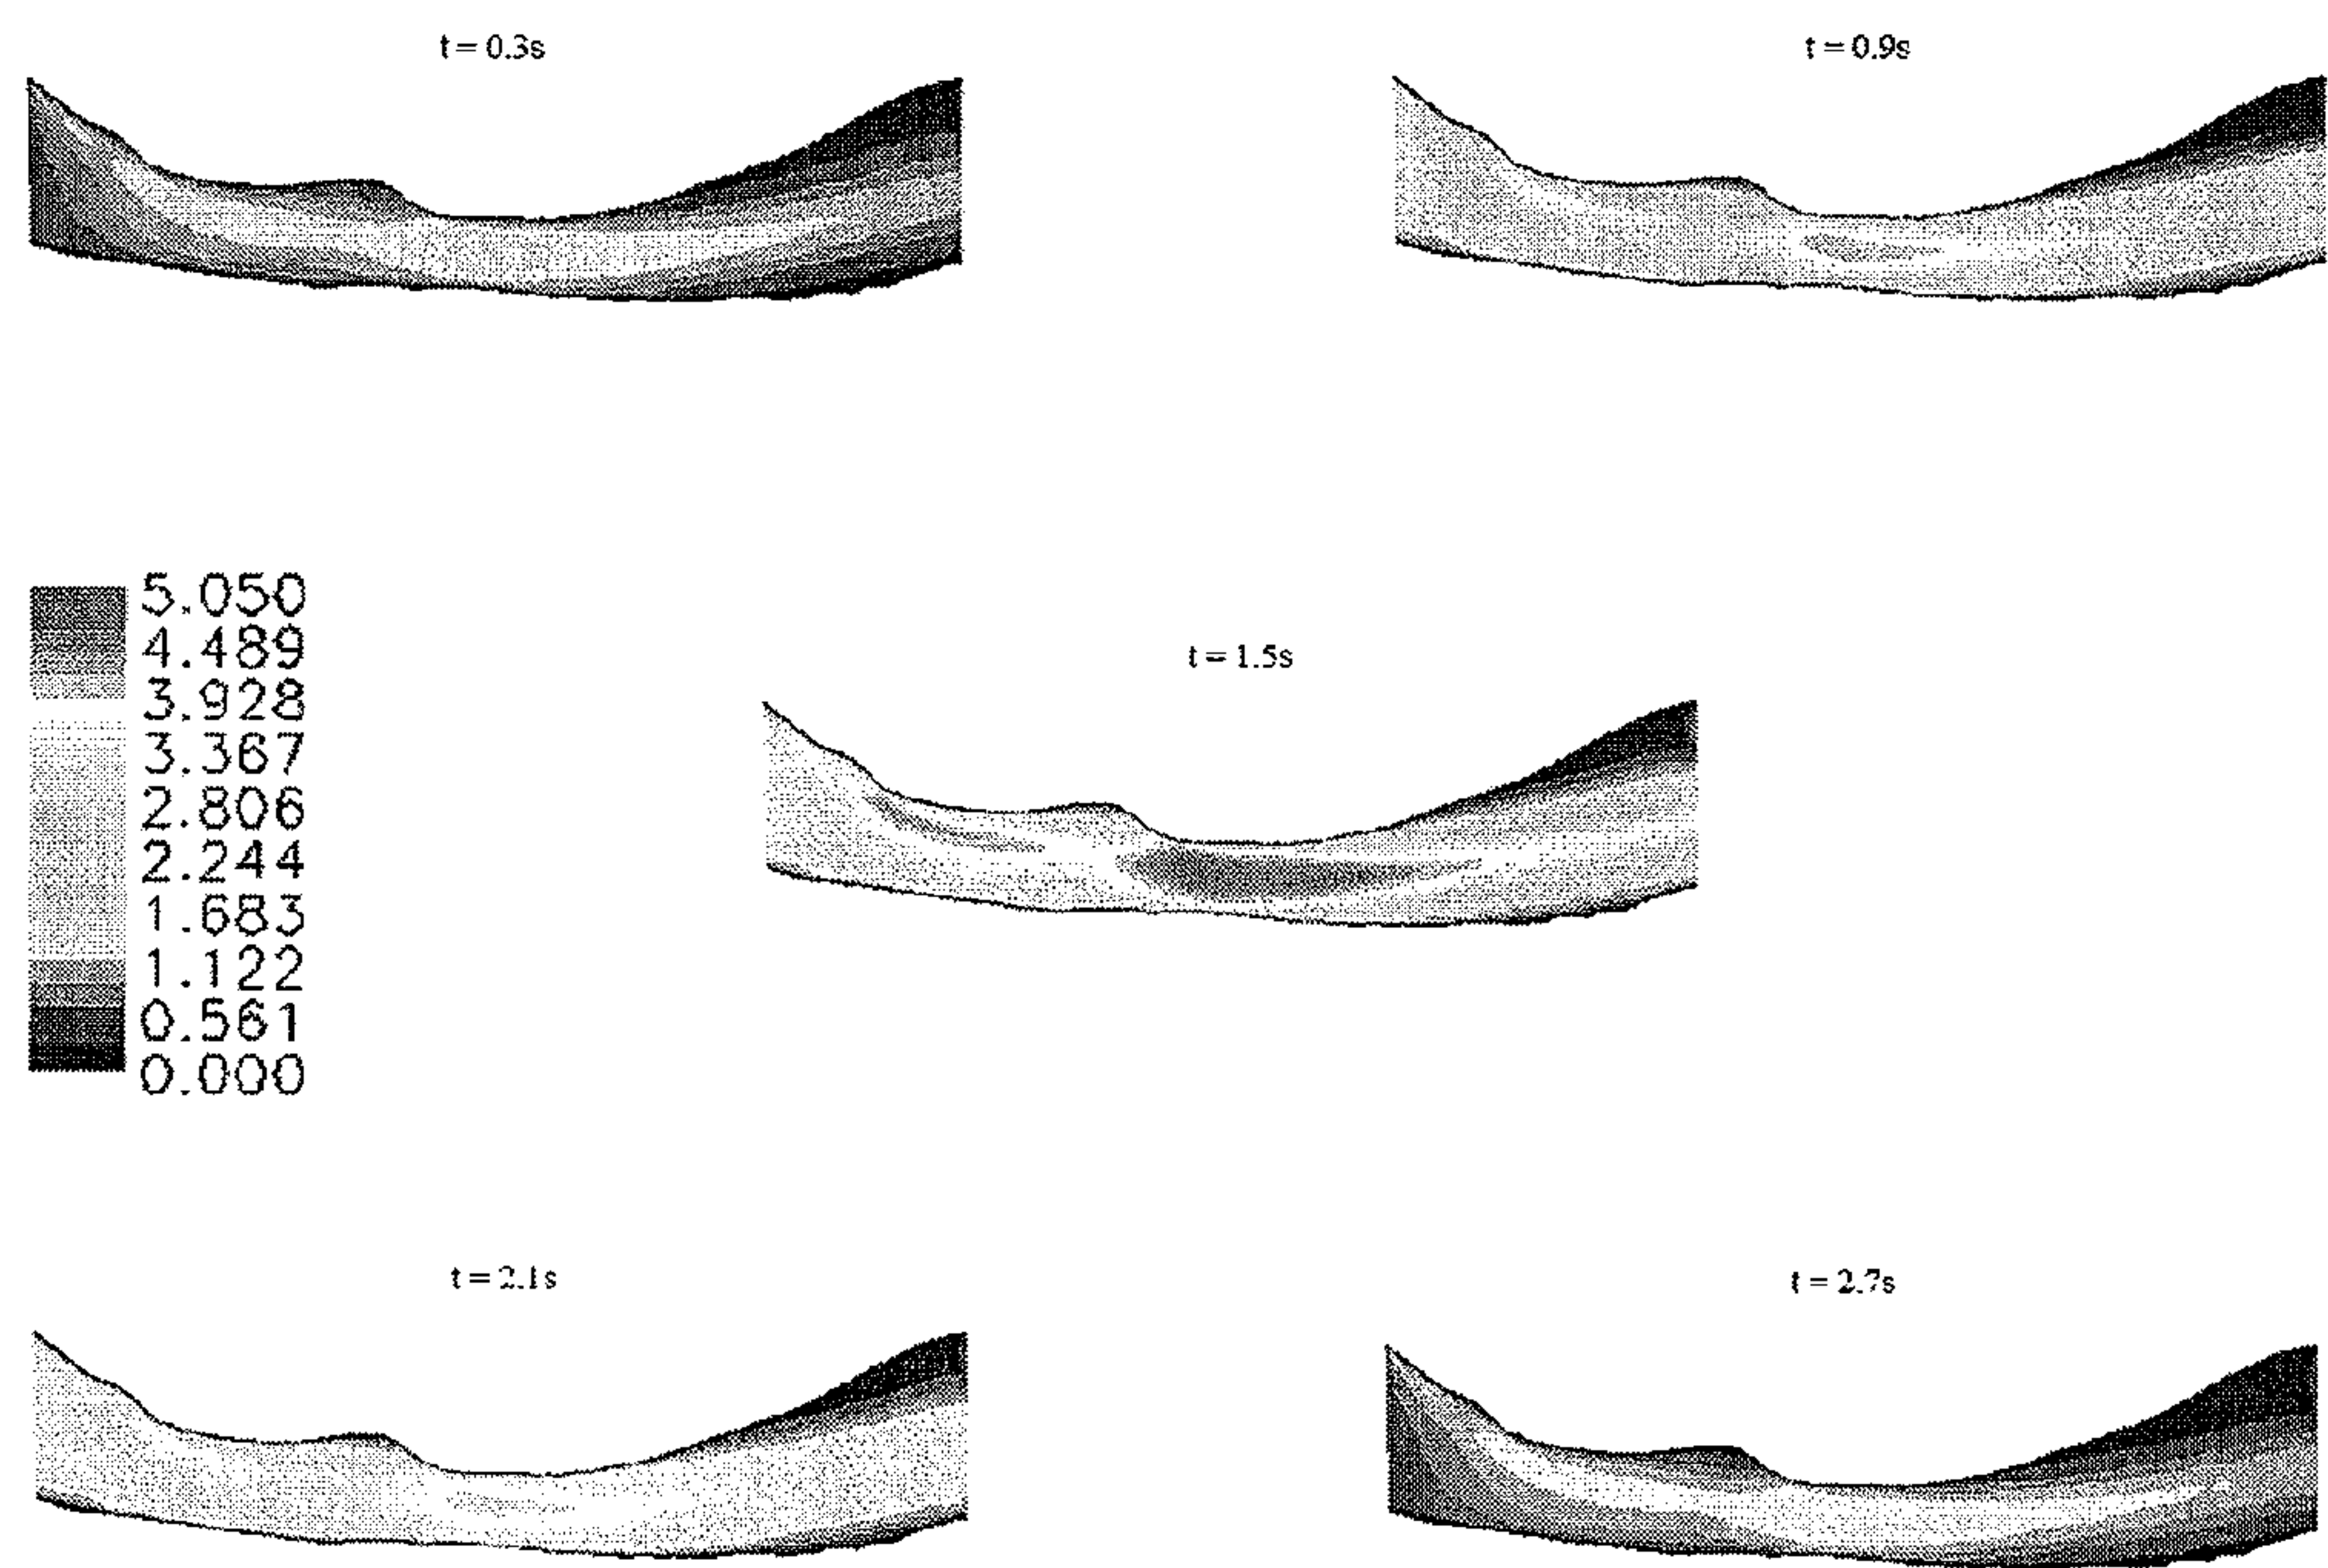 t = 0.3s
t = 0.9s
5.050
4.489
3.928
3.367
2.806
2.244
1.683
1.122
0.561
0.000
t = 1.5s
t = 2.1s
t = 2.7s